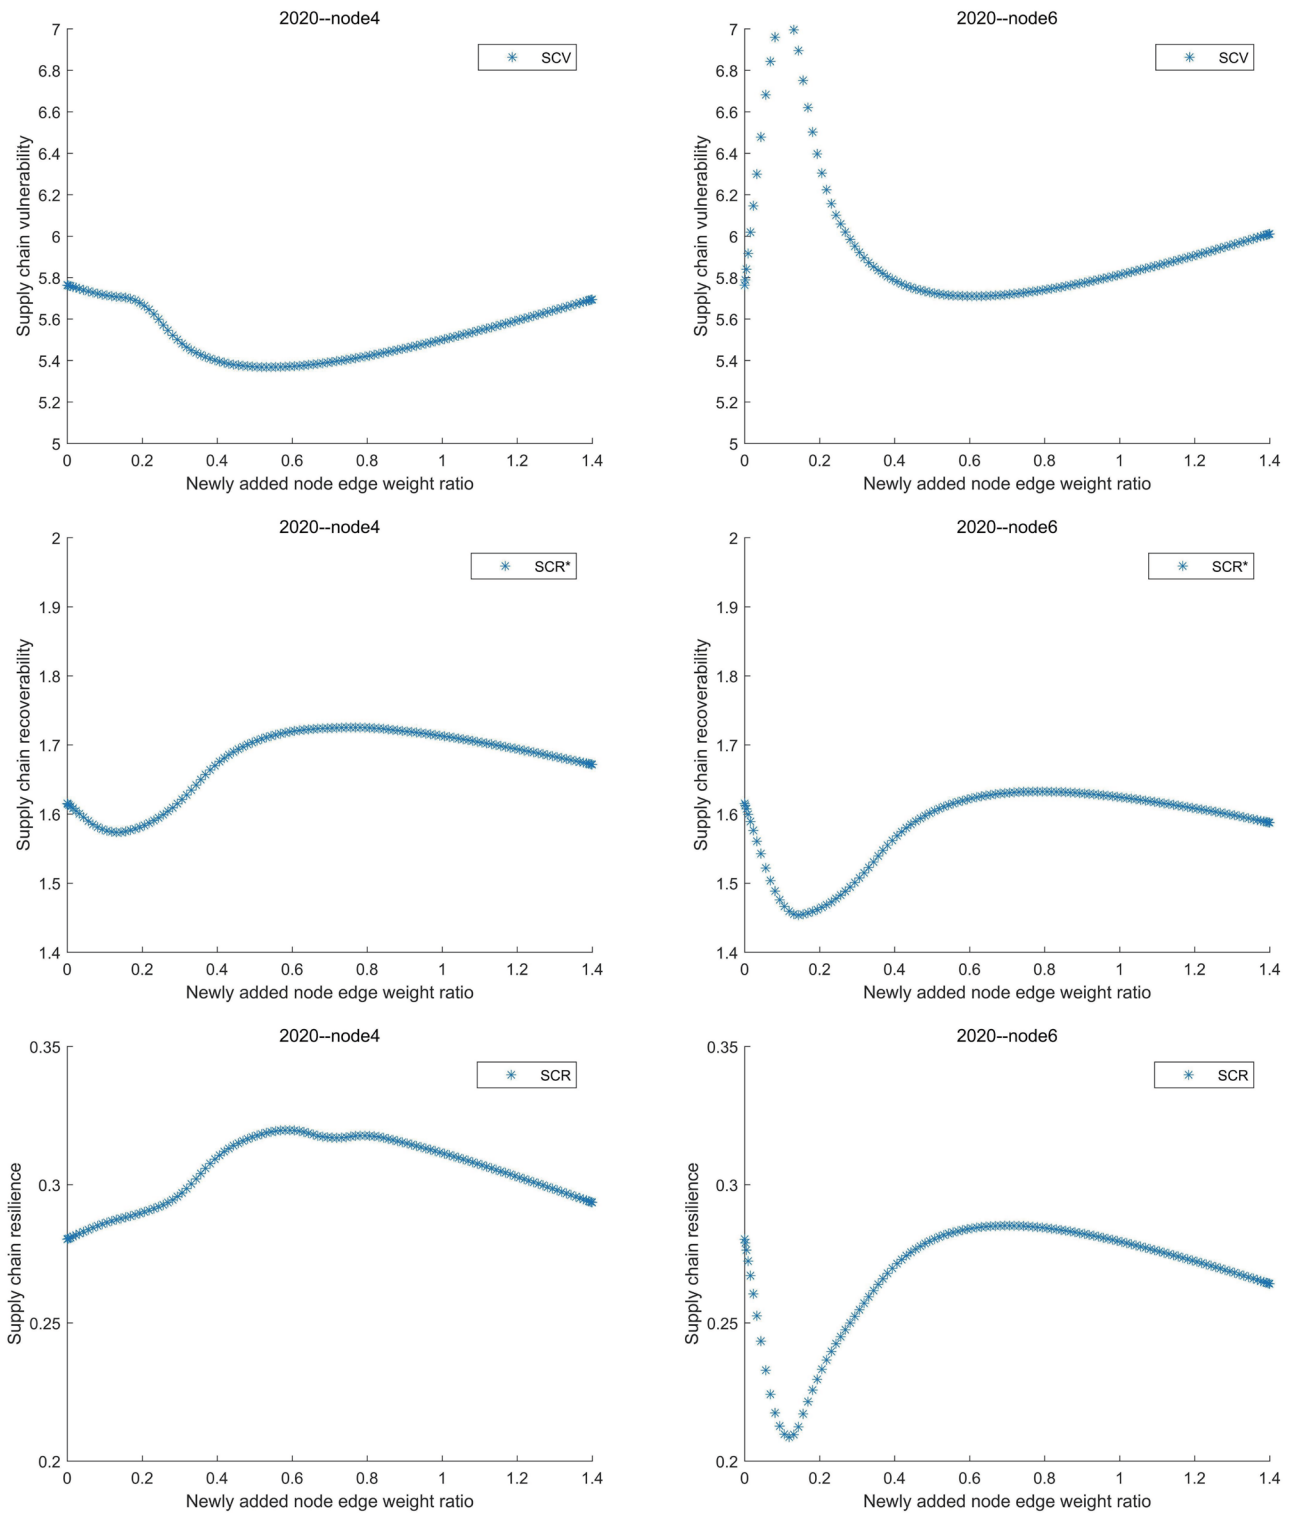 2020--node4
SCV
Supply chain vulnerability
7
6.8
6.6
6.4
6.2
6
5.8
5.6
5.4
5.2
5
0 0.2 0.4 0.6 0.8 1 1.2 1.4
Newly added node edge weight ratio
2020--node6
SCV
Supply chain vulnerability
7
6.8
6.6
6.4
6.2
6
5.8
5.6
5.4
5.2
5
0 0.2 0.4 0.6 0.8 1 1.2 1.4
Newly added node edge weight ratio
2020--node4
SCR*
Supply chain recoverability
2
1.9
1.8
1.7
1.6
1.5
1.4
0 0.2 0.4 0.6 0.8 1 1.2 1.4
Newly added node edge weight ratio
2020--node6
SCR*
Supply chain recoverability
2
1.9
1.8
1.7
1.6
1.5
1.4
0 0.2 0.4 0.6 0.8 1 1.2 1.4
Newly added node edge weight ratio
2020--node4
SCR
Supply chain resilience
0.35
0.3
0.25
0.2
0 0.2 0.4 0.6 0.8 1 1.2 1.4
Newly added node edge weight ratio
2020--node6
SCR
Supply chain resilience
0.35
0.3
0.25
0.2
0 0.2 0.4 0.6 0.8 1 1.2 1.4
Newly added node edge weight ratio